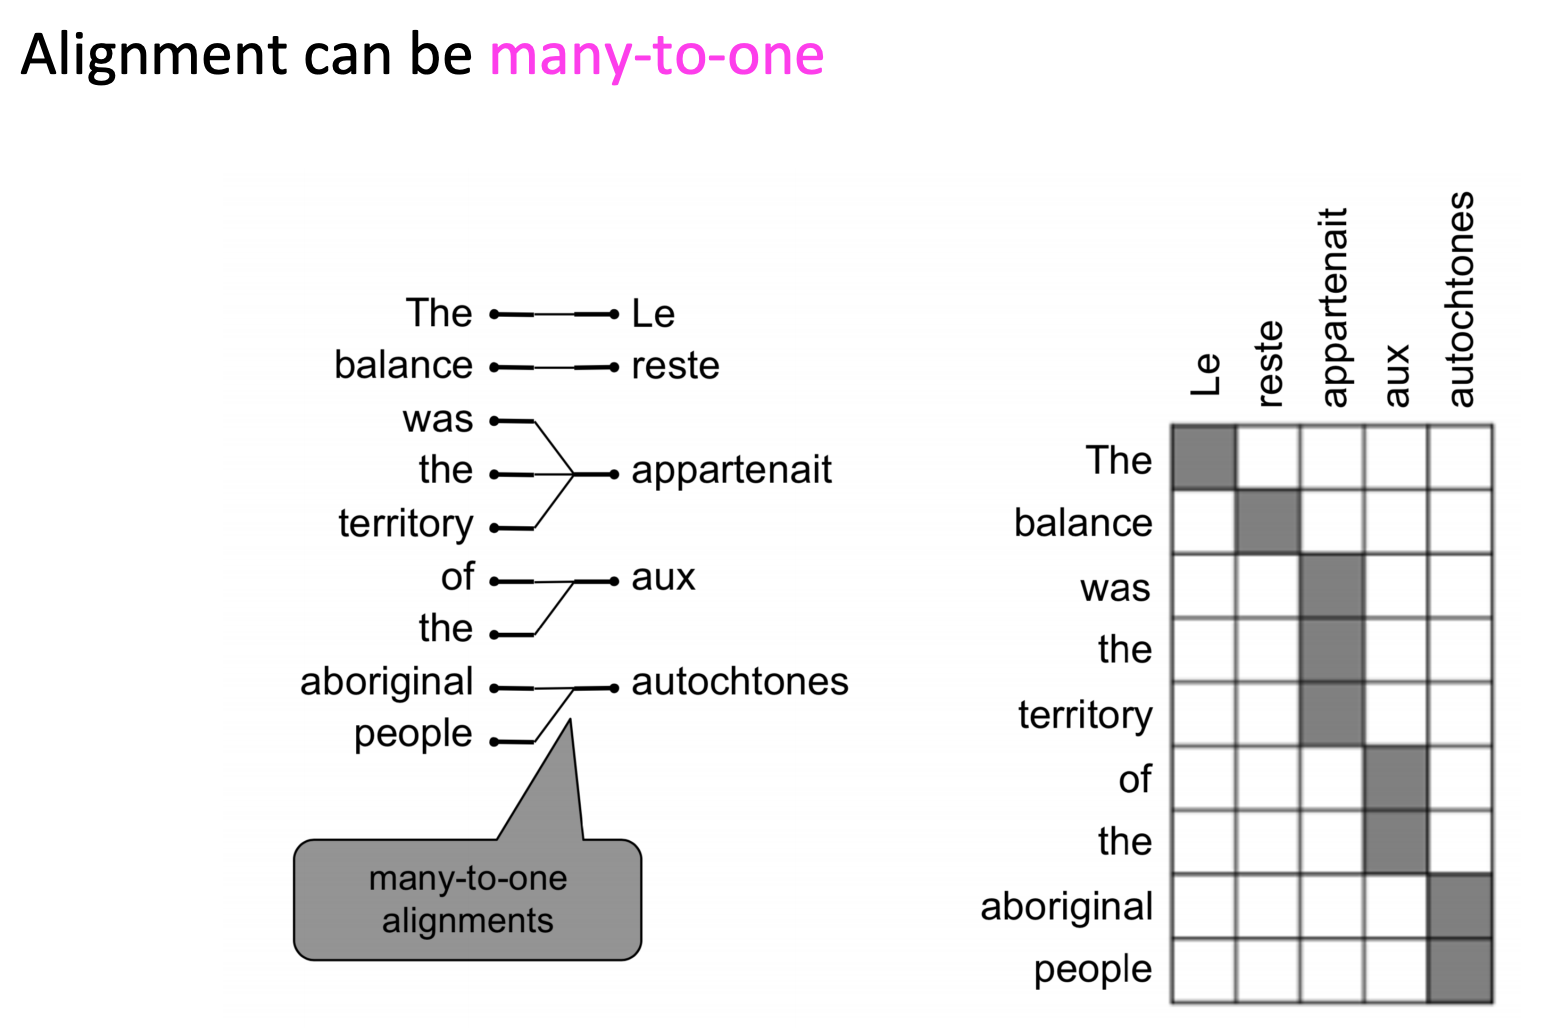 Alignment can be many-to-one
The Le
balance reste
was
the appartenait
territory
of aux
the
aboriginal autochtones
people
many-to-one
alignments
Le reste appartenait aux autochtones
The
balance
was
the
territory
of
the
aboriginal
people